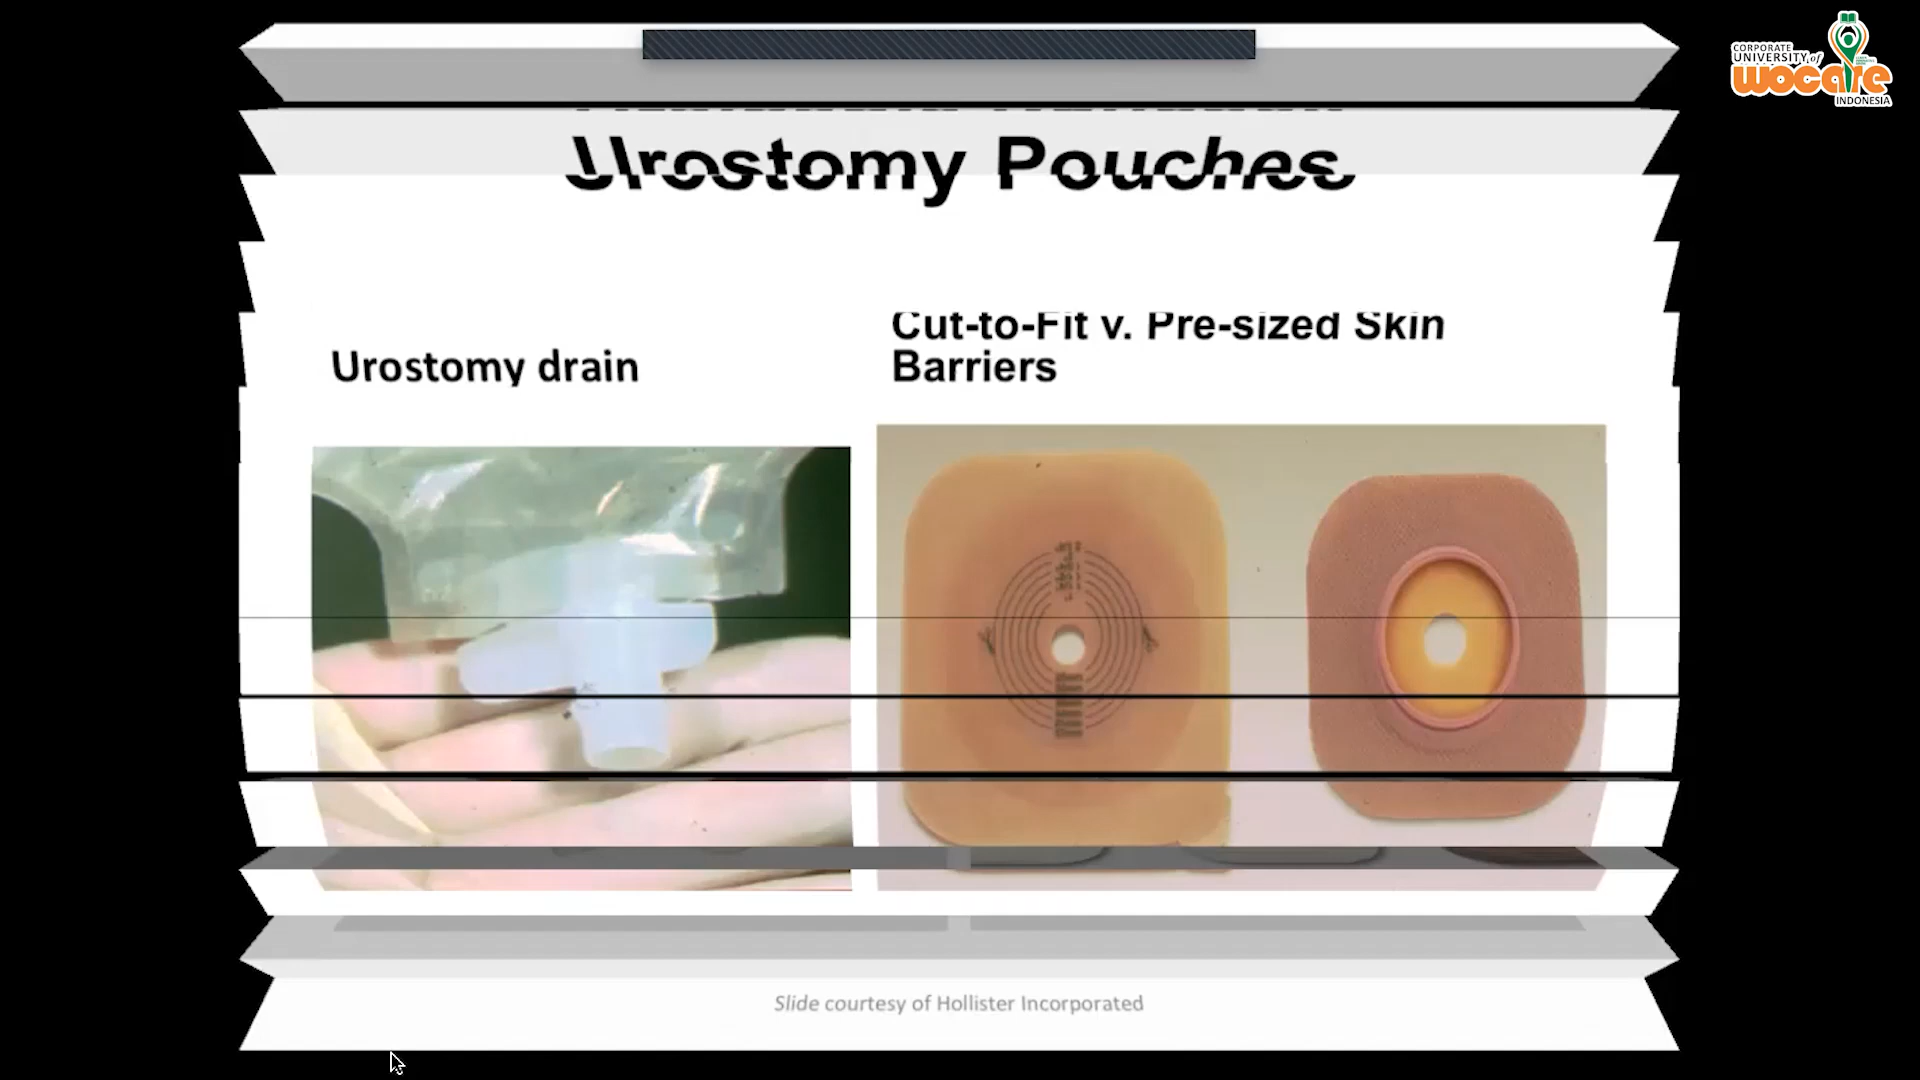 CORPORATE
UNIVERSITY of
wocare
INDONESIA
Urostomy Pouches
Urostomy drain
Cut-to-Fit v. Pre-sized Skin
Barriers
Slide courtesy of Hollister Incorporated